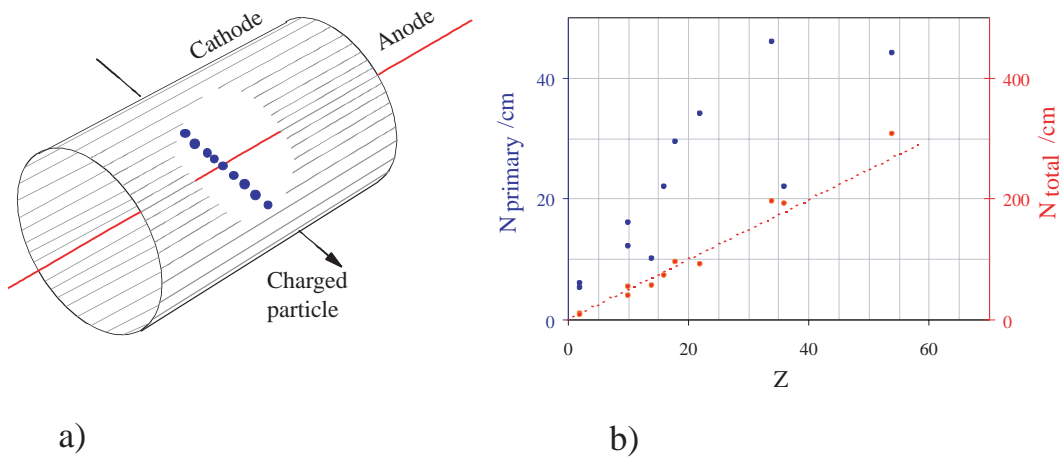 Cathode
Anode
Charged
particle
a)
N primary /cm
40
20
0
0
20
40
60
Z
400
200
0
N total /cm
b)